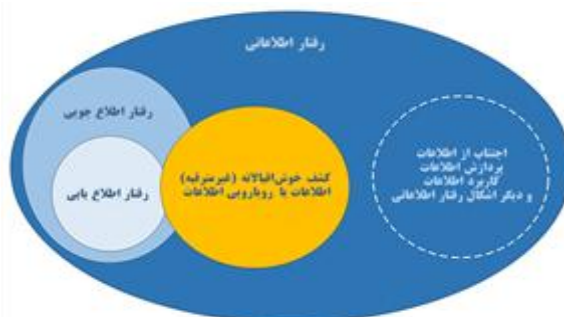 رفتار اطلاعاتی
رفتار اطلاع جویی
رفتار اطلاع یابی
کشف خوش‌اقبالانه (غیرمترقبه)
اطلاعات یا رویارویی اطلاعات
اجتناب از اطلاعات
پردازش اطلاعات
کاربرد اطلاعات
و دیگر اشکال رفتار اطلاعاتی